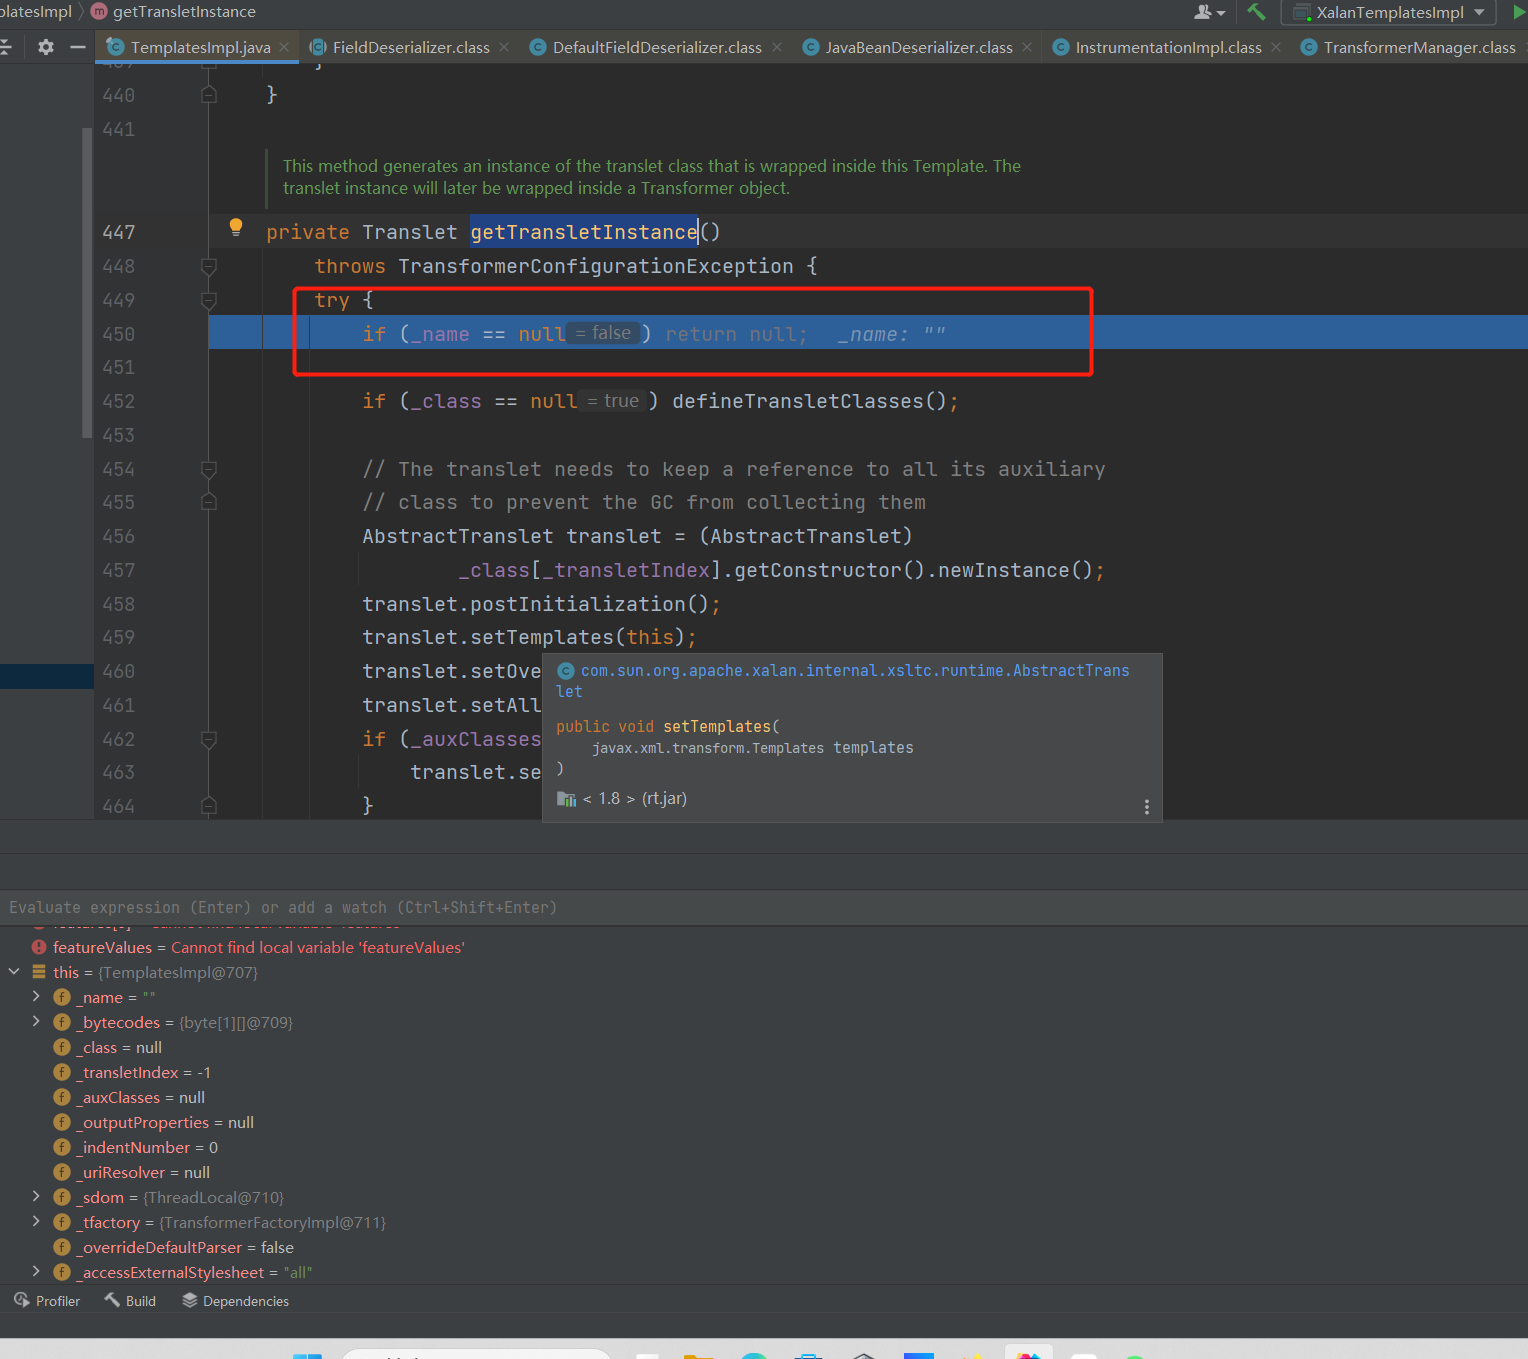 platesImpl m getTransletInstance XalanTemplatesImpl
TemplatesImpl.java FieldDeserializer.class DefaultFieldDeserializer.class JavaBeanDeserializer.class InstrumentationImpl.class TransformerManager.class
439 }
440 }
441
This method generates an instance of the translet class that is wrapped inside this Template. The
translet instance will later be wrapped inside a Transformer object.
447 private Translet getTransletInstance()
448 throws TransformerConfigurationException {
449 try {
450 if (_name == null = false ) return null; _name: ""
451
452 if (_class == null = true ) defineTransletClasses();
453
454 // The translet needs to keep a reference to all its auxiliary
455 // class to prevent the GC from collecting them
456 AbstractTranslet translet = (AbstractTranslet)
457 _class[_transletIndex].getConstructor().newInstance();
458 translet.postInitialization();
459 translet.setTemplates(this);
460 translet.setOve
461 translet.setAll
462 if (_auxClasses
463 translet.se
464 }
com.sun.org.apache.xalan.internal.xsltc.runtime.AbstractTrans
let
public void setTemplates(
javax.xml.transform.Templates templates
)
< 1.8 > (rt.jar)
Evaluate expression (Enter) or add a watch (Ctrl+Shift+Enter)
featureValues = Cannot find local variable 'featureValues'
this = {TemplatesImpl@707}
f _name = ""
f _bytecodes = {byte[1][]@709}
f _class = null
f _transletIndex = -1
f _auxClasses = null
f _outputProperties = null
f _indentNumber = 0
f _uriResolver = null
f _sdom = {ThreadLocal@710}
f _tfactory = {TransformerFactoryImpl@711}
f _overrideDefaultParser = false
f _accessExternalStylesheet = "all"
Profiler Build Dependencies